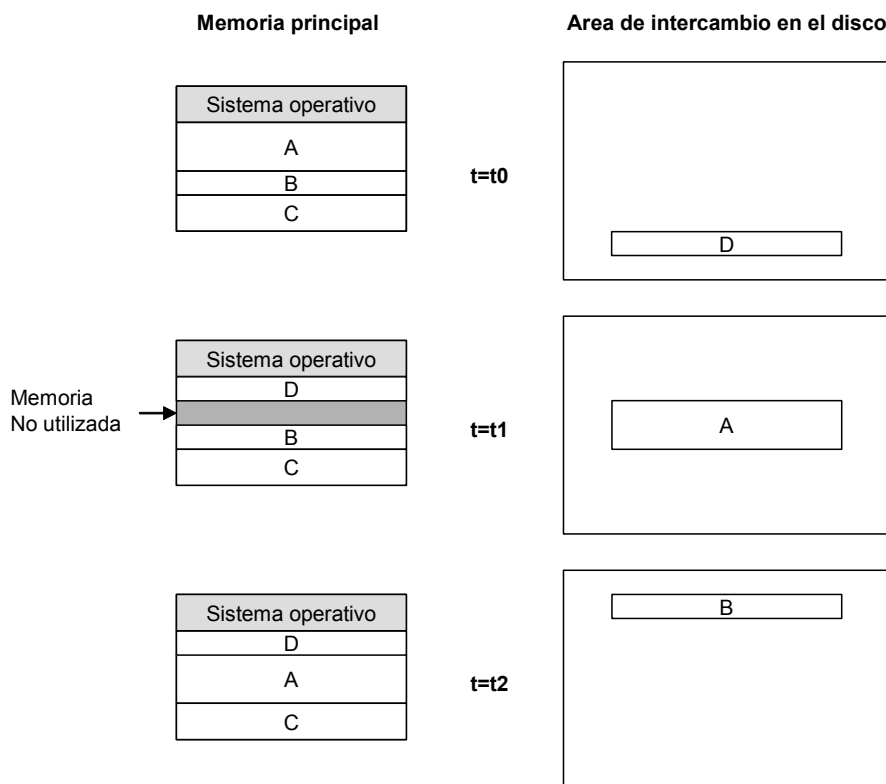 Memoria principal
Area de intercambio en el disco
Sistema operativo
A
B
C
t=t0
D
Sistema operativo
D
Memoria
No utilizada
B
C
t=t1
A
Sistema operativo
D
A
C
t=t2
B